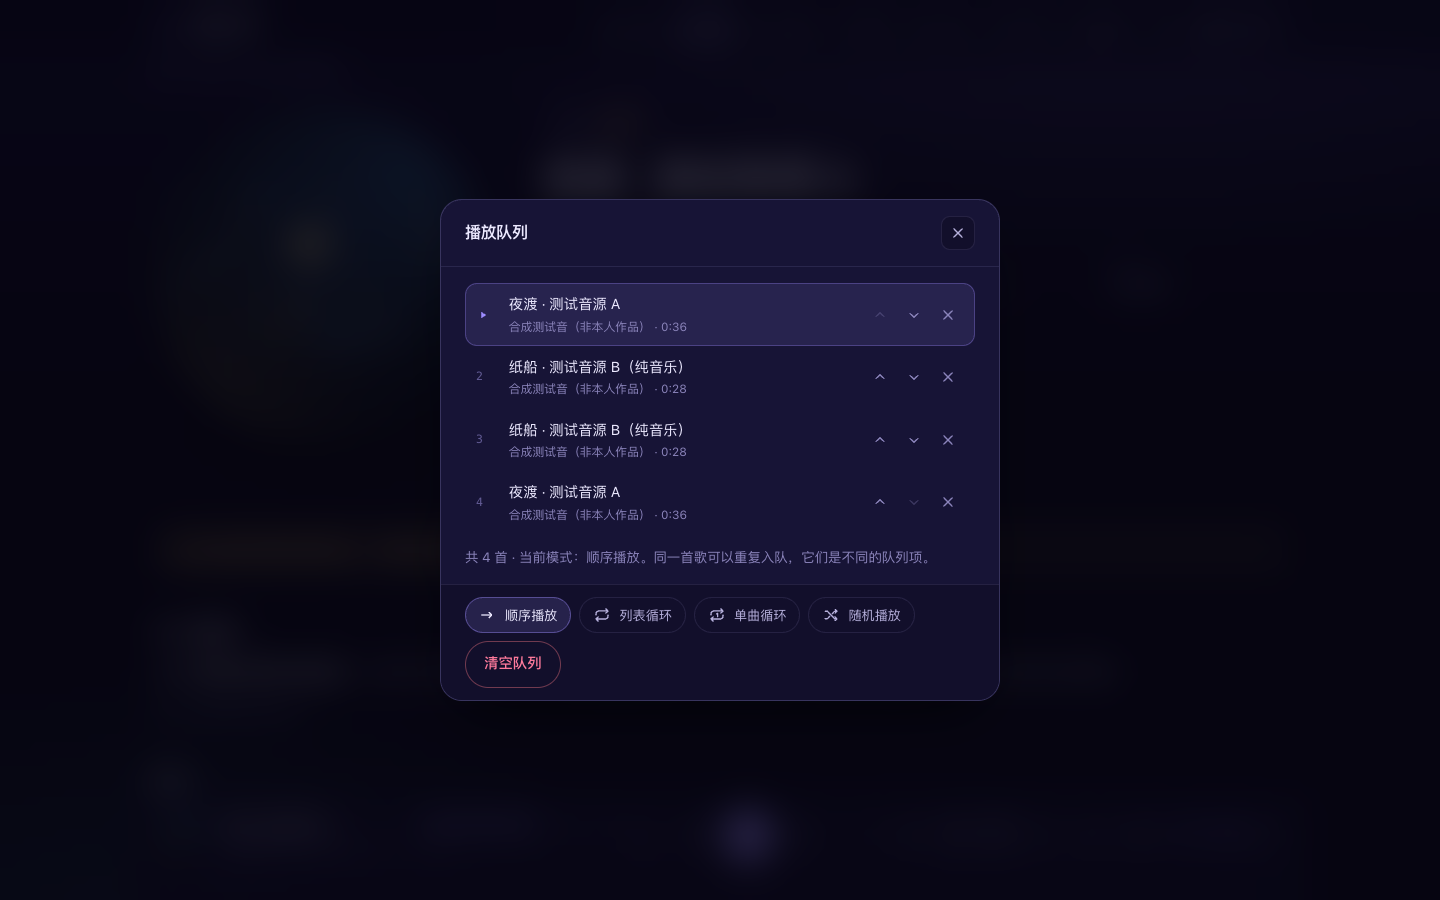 播放队列
夜渡 · 测试音源 A
合成测试音（非本人作品） · 0:36
2
纸船 · 测试音源 B（纯音乐）
合成测试音（非本人作品） · 0:28
3
纸船 · 测试音源 B（纯音乐）
合成测试音（非本人作品） · 0:28
4
夜渡 · 测试音源 A
合成测试音（非本人作品） · 0:36
共 4 首 · 当前模式：顺序播放。同一首歌可以重复入队，它们是不同的队列项。
顺序播放 列表循环 单曲循环 随机播放
清空队列